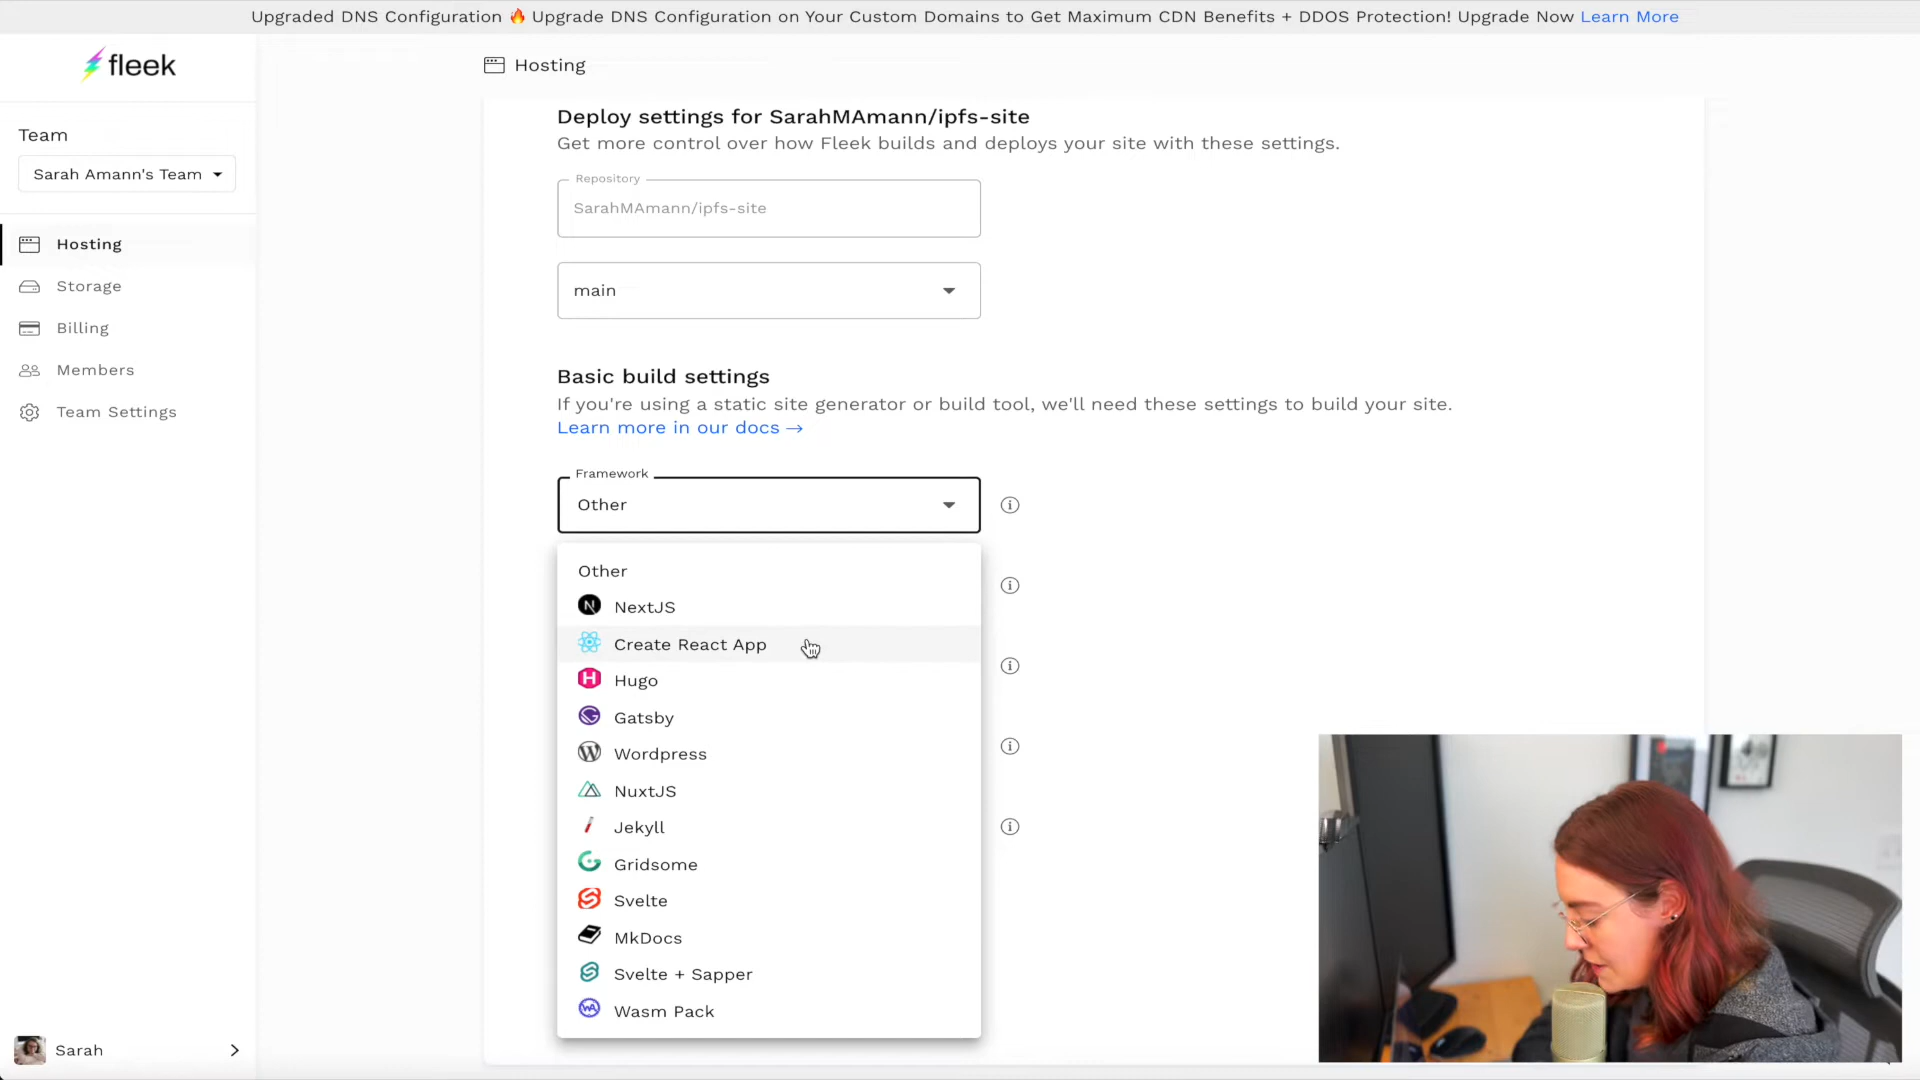 Upgraded DNS Configuration 🔥 Upgrade DNS Configuration on Your Custom Domains to Get Maximum CDN Benefits + DDOS Protection! Upgrade Now Learn More
fleek
Team
Sarah Amann's Team
Hosting
Storage
Billing
Members
Team Settings
Sarah
Hosting
Deploy settings for SarahMAmann/ipfs-site
Get more control over how Fleek builds and deploys your site with these settings.
Repository
SarahMAmann/ipfs-site
main
Basic build settings
If you're using a static site generator or build tool, we'll need these settings to build your site.
Learn more in our docs →
Framework
Other
Other
NextJS
Create React App
Hugo
Gatsby
Wordpress
NuxtJS
Jekyll
Gridsome
Svelte
MkDocs
Svelte + Sapper
Wasm Pack